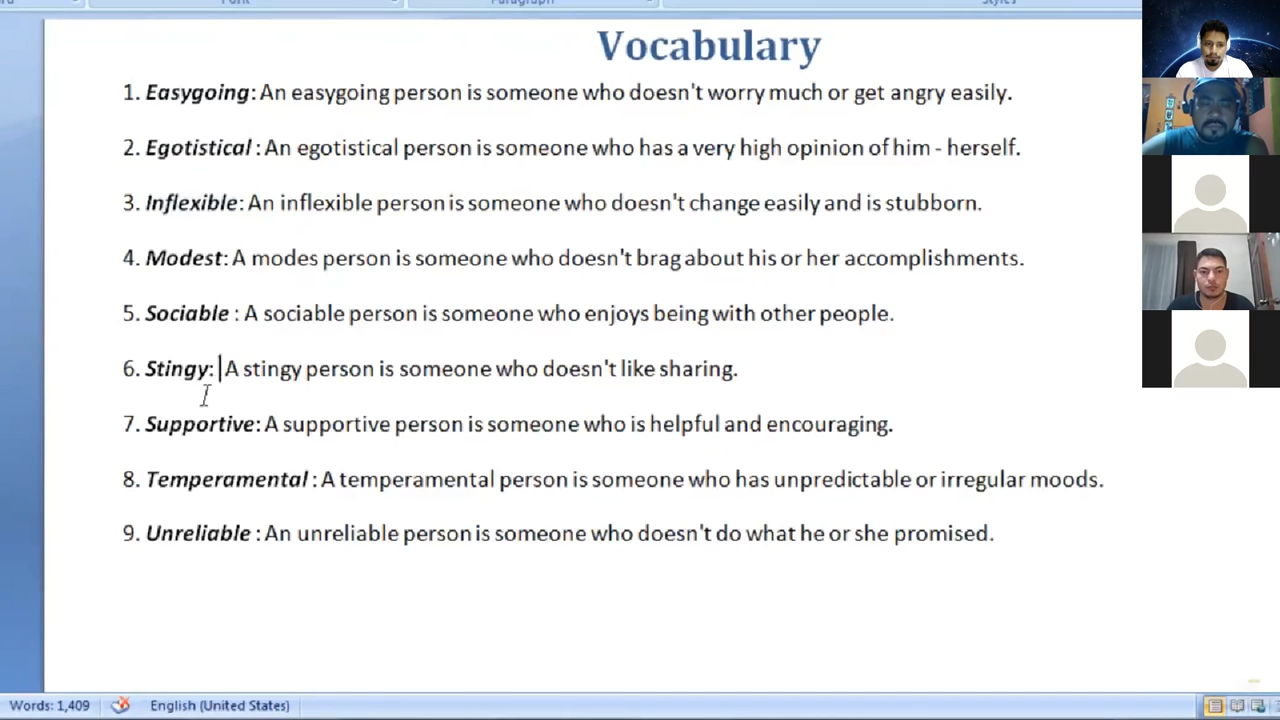 Vocabulary
1. Easygoing: An easygoing person is someone who doesn't worry much or get angry easily.
2. Egotistical : An egotistical person is someone who has a very high opinion of him - herself.
3. Inflexible: An inflexible person is someone who doesn't change easily and is stubborn.
4. Modest: A modes person is someone who doesn't brag about his or her accomplishments.
5. Sociable : A sociable person is someone who enjoys being with other people.
6. Stingy: A stingy person is someone who doesn't like sharing.
7. Supportive: A supportive person is someone who is helpful and encouraging.
8. Temperamental : A temperamental person is someone who has unpredictable or irregular moods.
9. Unreliable : An unreliable person is someone who doesn't do what he or she promised.
Words: 1,409 English (United States)